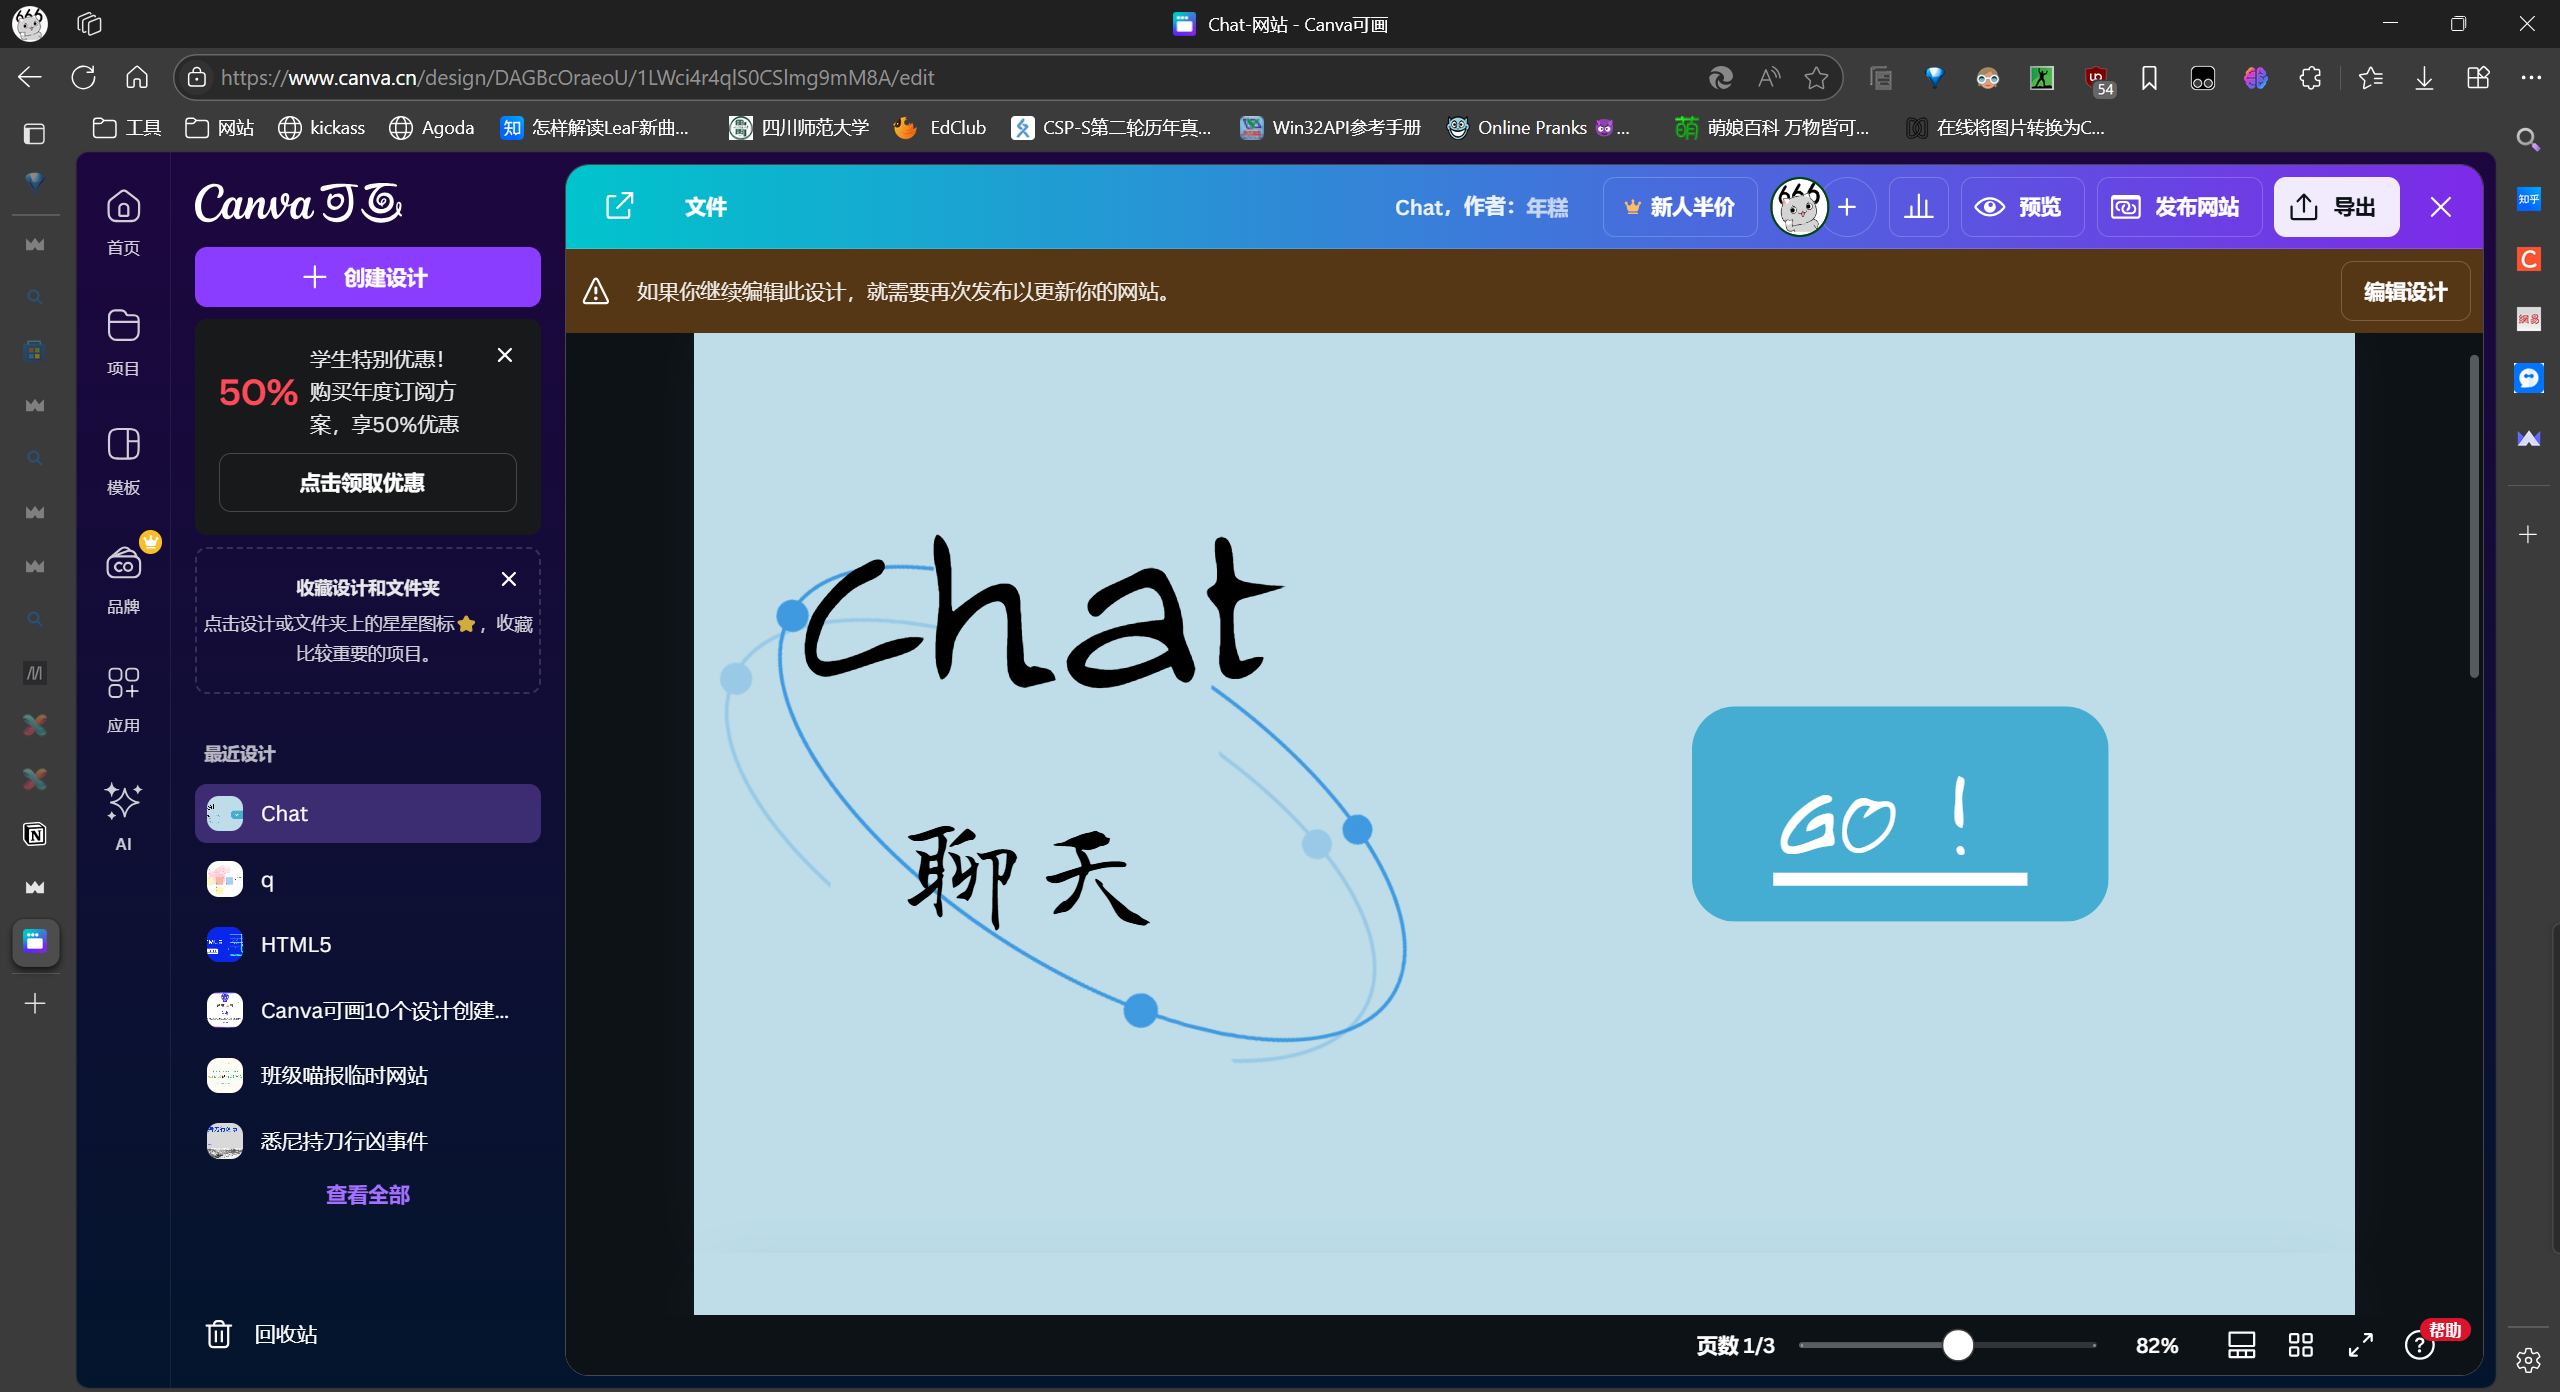 Chat-网站 - Canva可画
https://www.canva.cn/design/DAGBcOraeoU/1LWci4r4qlS0CSlmg9mM8A/edit
54
工具
网站
kickass
Agoda
知
怎样解读LeaF新曲...
四川师范大学
EdClub
CSP-S第二轮历年真...
Win32API参考手册
Online Pranks 😈 ...
萌
萌娘百科 万物皆可...
在线将图片转换为C...
知乎
網易
首页
项目
模板
品牌
应用
AI
Canva可画
创建设计
50%
学生特别优惠！
购买年度订阅方
案，享50%优惠
点击领取优惠
收藏设计和文件夹
点击设计或文件夹上的星星图标⭐，收藏
比较重要的项目。
最近设计
Chat
q
HTML5
Canva可画10个设计创建...
班级喵报临时网站
悉尼持刀行凶事件
查看全部
回收站
文件
Chat，作者：年糕
新人半价
666
预览
发布网站
导出
如果你继续编辑此设计，就需要再次发布以更新你的网站。
编辑设计
Chat
聊天
GO！
页数 1/3
82%
帮助